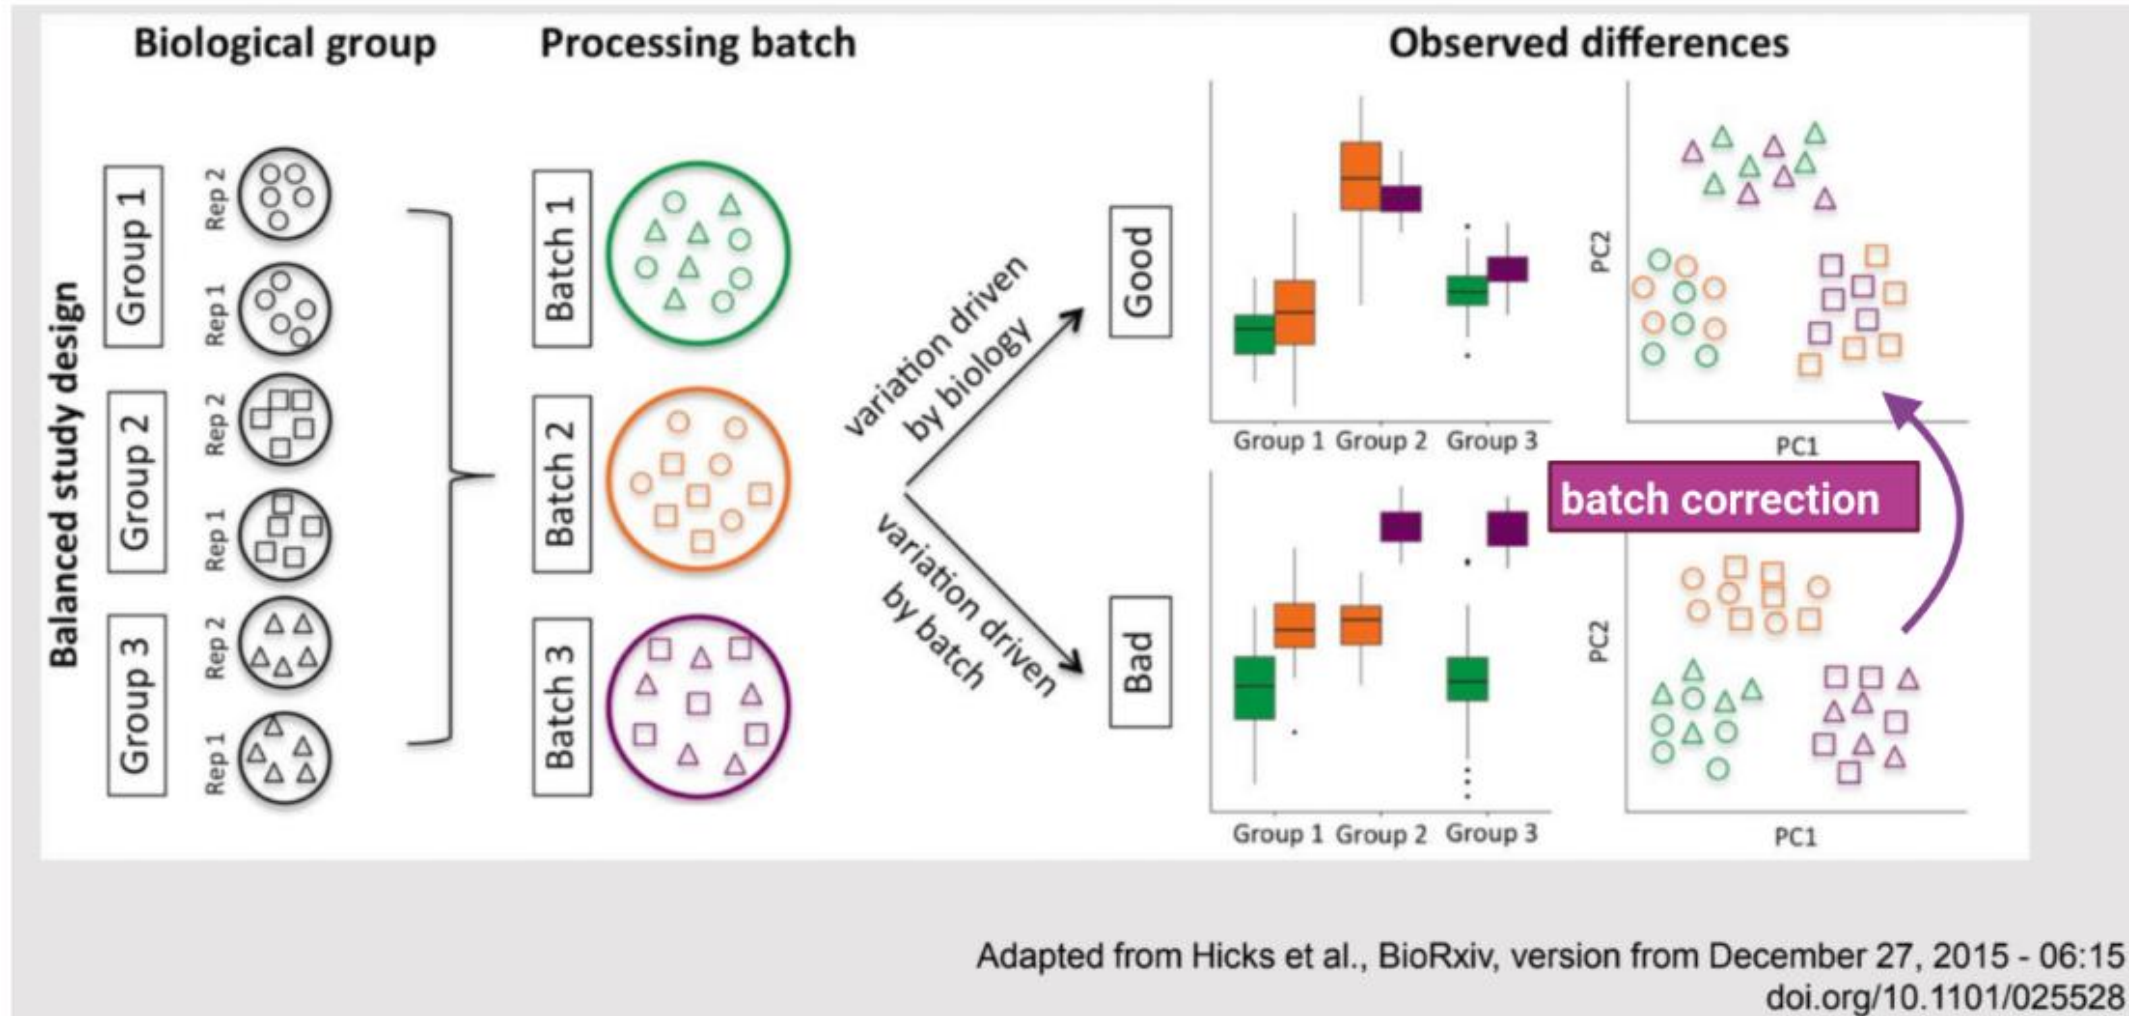 Biological group
Processing batch
Observed differences
Balanced study design
Group 1
Rep 2
Rep 1
Group 2
Rep 2
Rep 1
Group 3
Rep 2
Rep 1
Batch 1
Batch 2
Batch 3
variation driven
by biology
variation driven
by batch
Good
Group 1 Group 2 Group 3
PC2
PC1
batch correction
Bad
Group 1 Group 2 Group 3
PC2
PC1
Adapted from Hicks et al., BioRxiv, version from December 27, 2015 - 06:15
doi.org/10.1101/025528